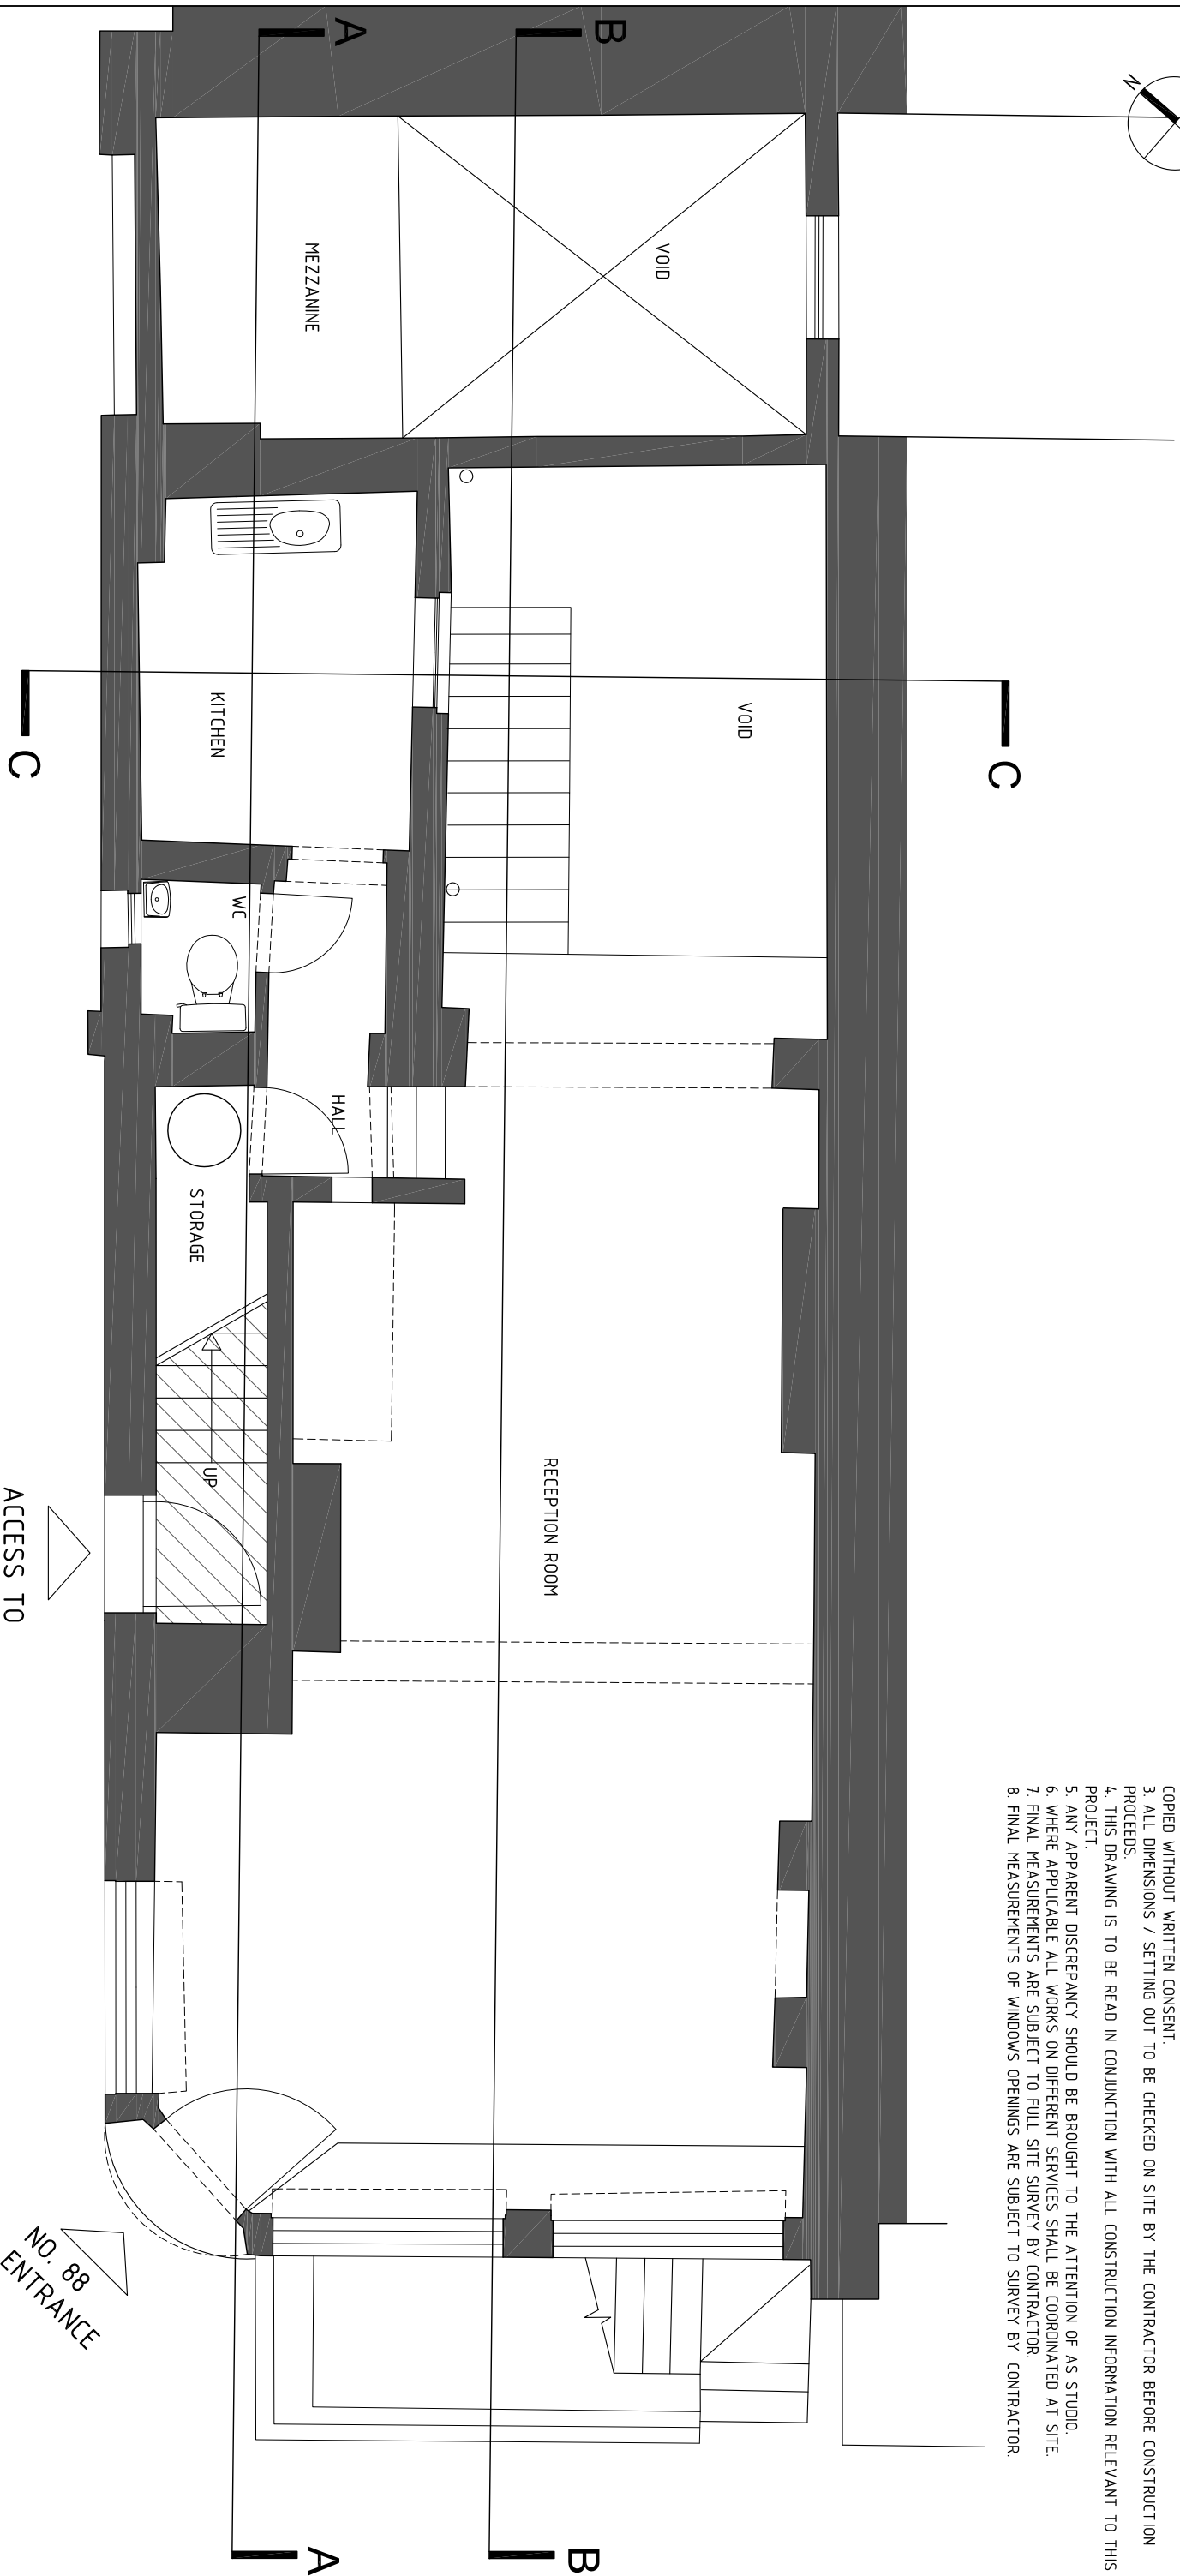 COPIED WITHOUT WRITTEN CONSENT.
3. ALL DIMENSIONS / SETTING OUT TO BE CHECKED ON SITE BY THE CONTRACTOR BEFORE CONSTRUCTION
PROCEEDS.
4. THIS DRAWING IS TO BE READ IN CONJUNCTION WITH ALL CONSTRUCTION INFORMATION RELEVANT TO THIS
PROJECT.
5. ANY APPARENT DISCREPANCY SHOULD BE BROUGHT TO THE ATTENTION OF AS STUDIO.
6. WHERE APPLICABLE ALL WORKS ON DIFFERENT SERVICES SHALL BE COORDINATED AT SITE.
7. FINAL MEASUREMENTS ARE SUBJECT TO FULL SITE SURVEY BY CONTRACTOR.
8. FINAL MEASUREMENTS OF WINDOWS OPENINGS ARE SUBJECT TO SURVEY BY CONTRACTOR.
N
C
VOID
VOID
B
B
RECEPTION ROOM
A
A
MEZZANINE
HALL
WC
KITCHEN
STORAGE
UP
C
ACCESS TO
NO. 88
ENTRANCE